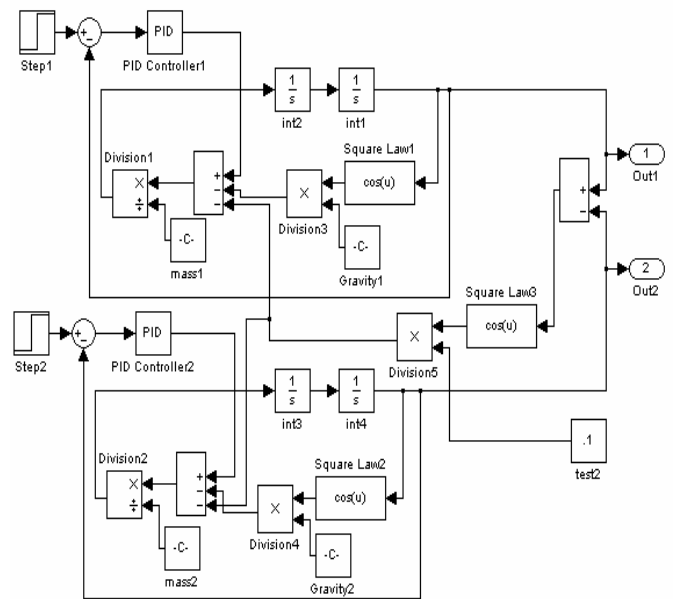 Step1
+
-
PID
PID Controller1
1
s
int2
1
s
int1
Division1
×
÷
+
−
−
×
Division3
Square Law1
cos(u)
-C-
mass1
-C-
Gravity1
+
−
1
Out1
2
Out2
Step2
+
-
PID
PID Controller2
×
Division5
Square Law3
cos(u)
1
s
int3
1
s
int4
.1
test2
Division2
×
÷
+
−
−
×
Division4
Square Law2
cos(u)
-C-
mass2
-C-
Gravity2